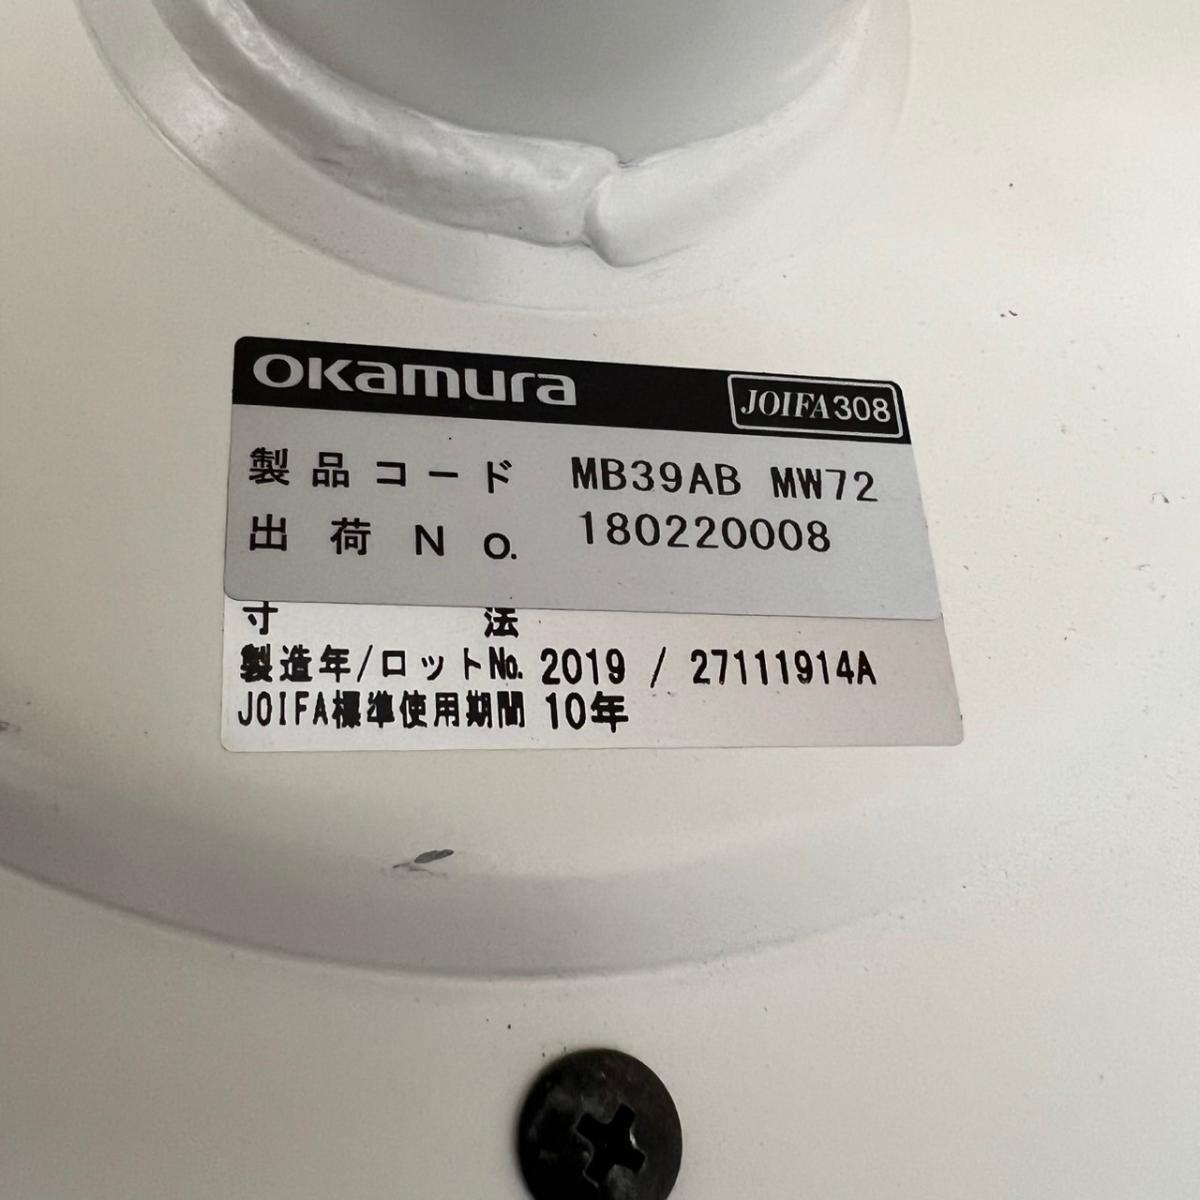 okamura JOIFA308
製品コード MB39AB MW72
出荷No. 180220008
寸法
製造年/ロットNo. 2019 / 27111914A
JOIFA標準使用期間 10年